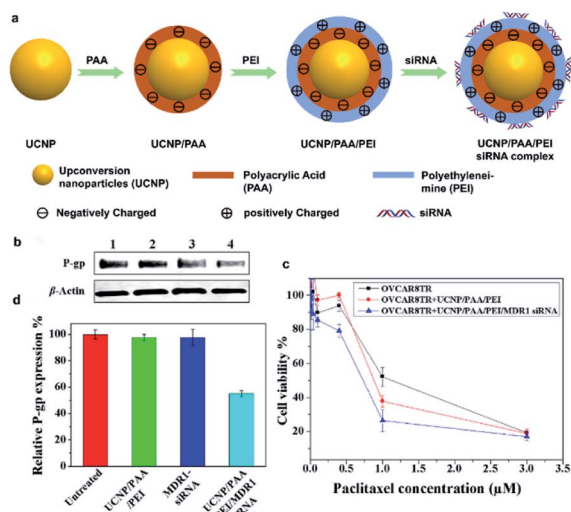 a
PAA
PEI
siRNA
UCNP
UCNP/PAA
UCNP/PAA/PEI
UCNP/PAA/PEI
siRNA complex
Upconversion
nanoparticles (UCNP)
Polyacrylic Acid
(PAA)
Polyethylenei-
mine (PEI)
Negatively Charged
positively Charged
siRNA
b
1 2 3 4
P-gp
β-Actin
d
Relative P-gp expression %
100
80
60
40
20
0
Untreated
UCNP/PAA
/PEI
MDR1-
siRNA
UCNP/PAA
PEI/MDR1
RNA
c
OVCAR8TR
OVCAR8TR+UCNP/PAA/PEI
OVCAR8TR+UCNP/PAA/PEI/MDR1 siRNA
Cell viability %
100
80
60
40
20
0
0.0 0.5 1.0 1.5 2.0 2.5 3.0 3.5
Paclitaxel concentration (µM)